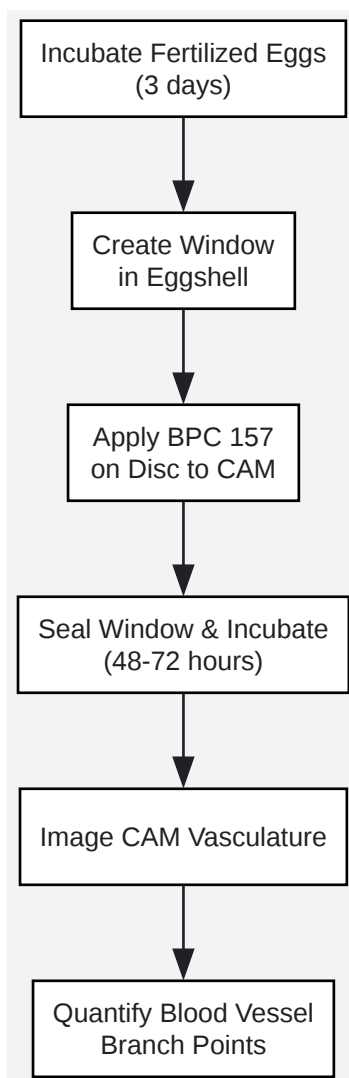 Incubate Fertilized Eggs
(3 days)
Create Window
in Eggshell
Apply BPC 157
on Disc to CAM
Seal Window & Incubate
(48-72 hours)
Image CAM Vasculature
Quantify Blood Vessel
Branch Points